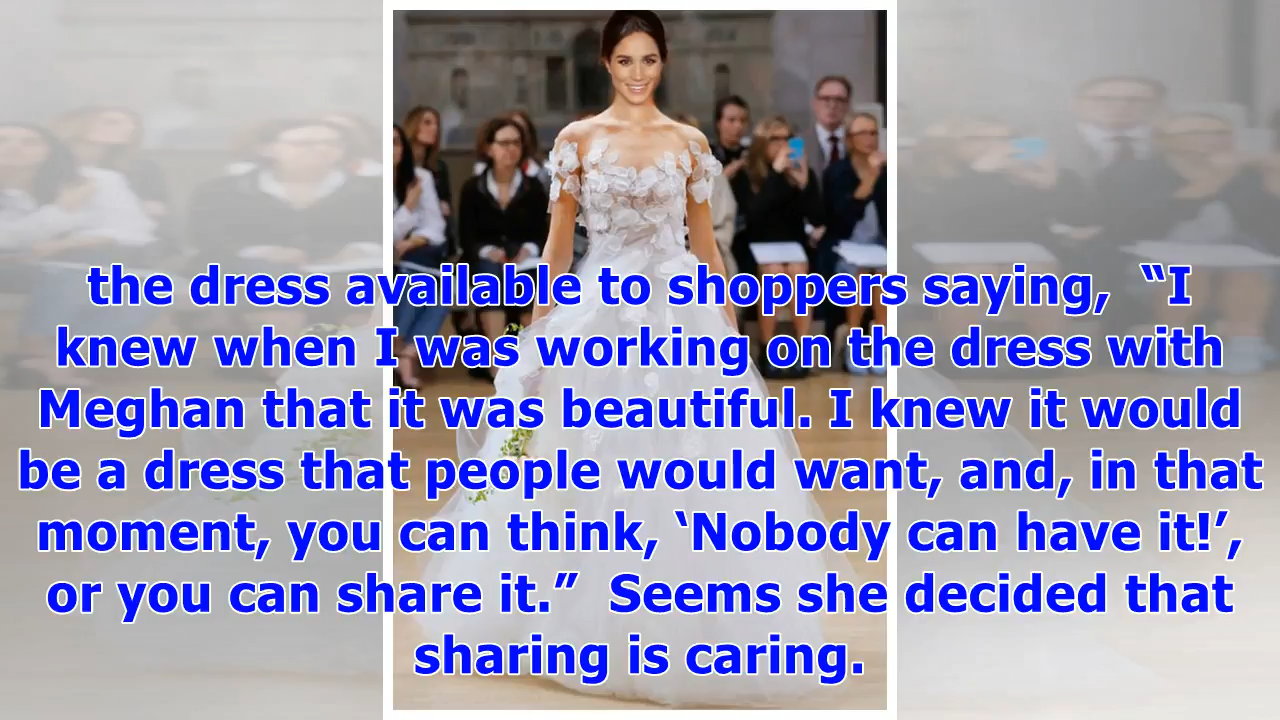 the dress available to shoppers saying,  “I
knew when I was working on the dress with
Meghan that it was beautiful. I knew it would
be a dress that people would want, and, in that
moment, you can think, ‘Nobody can have it!’,
or you can share it.”  Seems she decided that
sharing is caring.